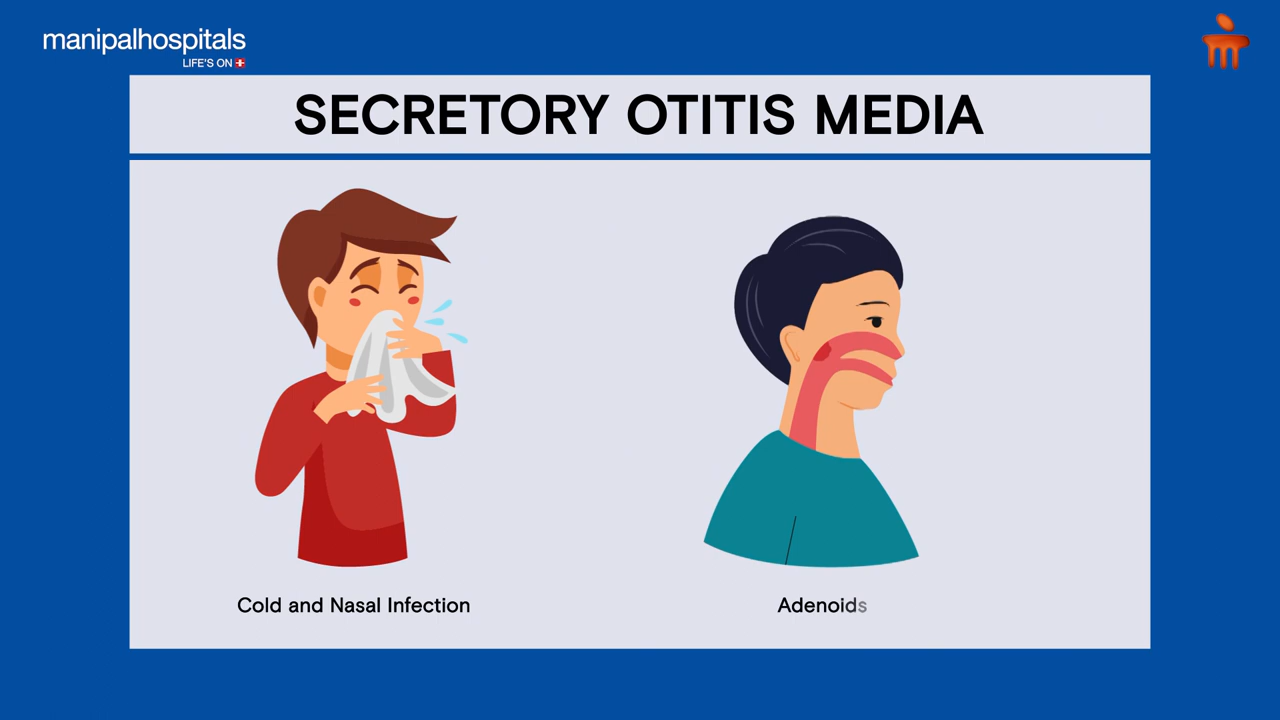 manipalhospitals
LIFE'S ON
SECRETORY OTITIS MEDIA
Cold and Nasal Infection
Adenoids